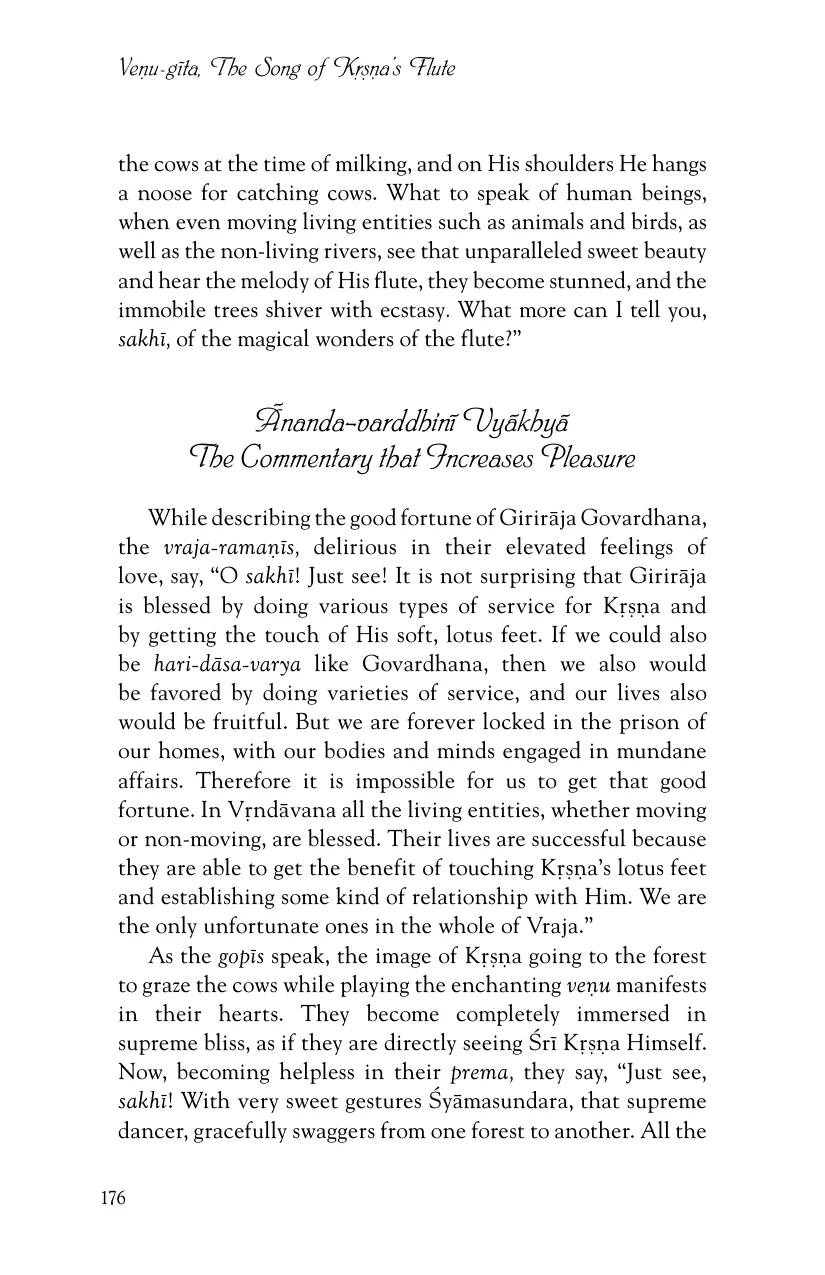 Veṇu-gīta, The Song of Kṛṣṇa's Flute
the cows at the time of milking, and on His shoulders He hangs
a noose for catching cows. What to speak of human beings,
when even moving living entities such as animals and birds, as
well as the non-living rivers, see that unparalleled sweet beauty
and hear the melody of His flute, they become stunned, and the
immobile trees shiver with ecstasy. What more can I tell you,
sakhī, of the magical wonders of the flute?”
Ānanda-varddhinī Vyākhyā
The Commentary that Increases Pleasure
While describing the good fortune of Girirāja Govardhana,
the vraja-ramaṇīs, delirious in their elevated feelings of
love, say, “O sakhī! Just see! It is not surprising that Girirāja
is blessed by doing various types of service for Kṛṣṇa and
by getting the touch of His soft, lotus feet. If we could also
be hari-dāsa-varya like Govardhana, then we also would
be favored by doing varieties of service, and our lives also
would be fruitful. But we are forever locked in the prison of
our homes, with our bodies and minds engaged in mundane
affairs. Therefore it is impossible for us to get that good
fortune. In Vṛndāvana all the living entities, whether moving
or non-moving, are blessed. Their lives are successful because
they are able to get the benefit of touching Kṛṣṇa’s lotus feet
and establishing some kind of relationship with Him. We are
the only unfortunate ones in the whole of Vraja.”
As the gopīs speak, the image of Kṛṣṇa going to the forest
to graze the cows while playing the enchanting veṇu manifests
in their hearts. They become completely immersed in
supreme bliss, as if they are directly seeing Śrī Kṛṣṇa Himself.
Now, becoming helpless in their prema, they say, “Just see,
sakhī! With very sweet gestures Śyāmasundara, that supreme
dancer, gracefully swaggers from one forest to another. All the
176